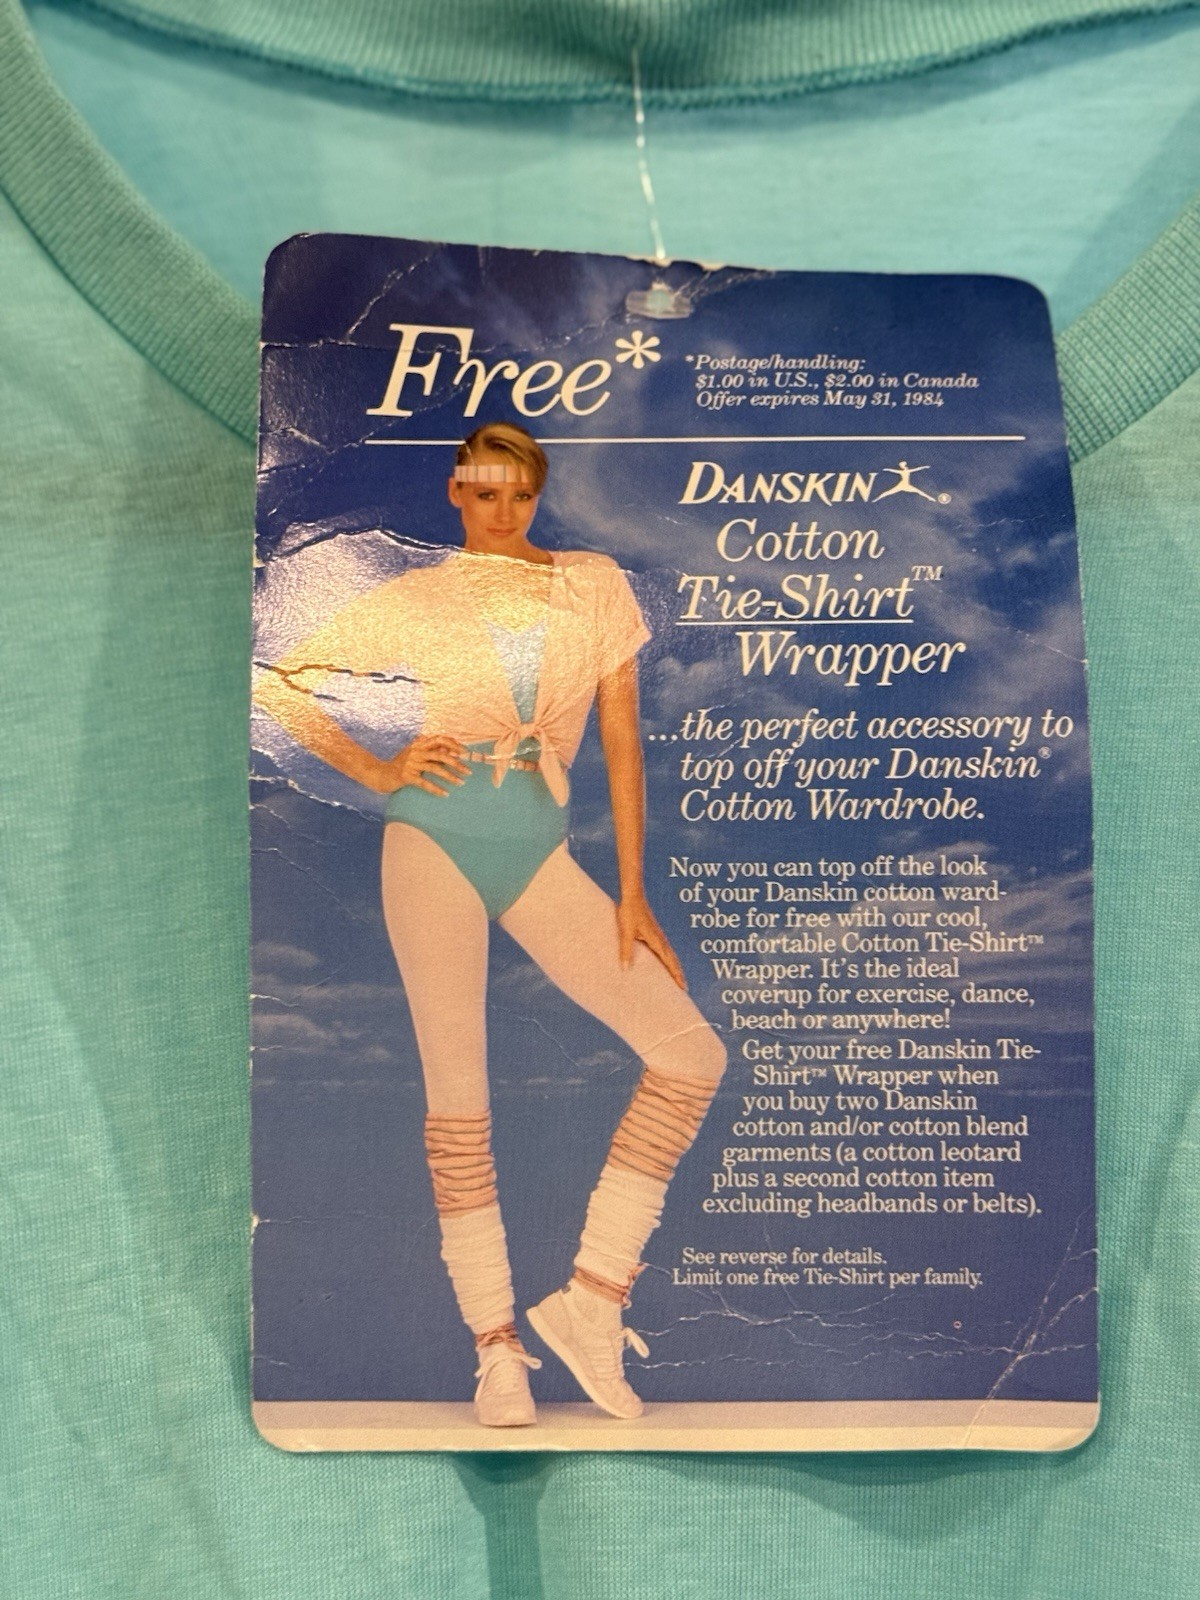 Free*
*Postage/handling:
$1.00 in U.S., $2.00 in Canada
Offer expires May 31, 1984
DANSKIN®
Cotton
Tie-Shirt™
Wrapper
...the perfect accessory to
top off your Danskin®
Cotton Wardrobe.
Now you can top off the look
of your Danskin cotton ward-
robe for free with our cool,
comfortable Cotton Tie-Shirt™
Wrapper. It's the ideal
coverup for exercise, dance,
beach or anywhere!
Get your free Danskin Tie-
Shirt™ Wrapper when
you buy two Danskin
cotton and/or cotton blend
garments (a cotton leotard
plus a second cotton item
excluding headbands or belts).
See reverse for details.
Limit one free Tie-Shirt per family.